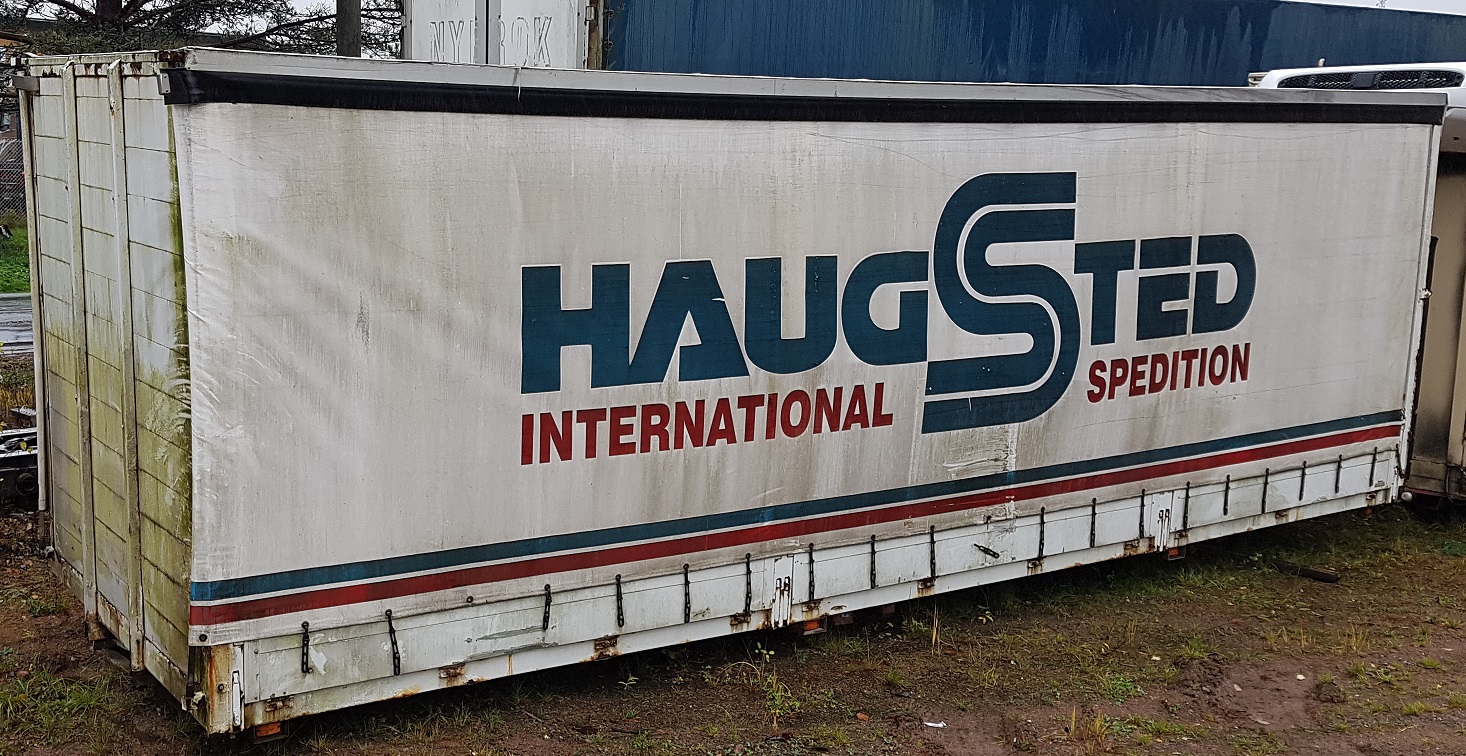 HAUGSTED
INTERNATIONAL SPEDITION